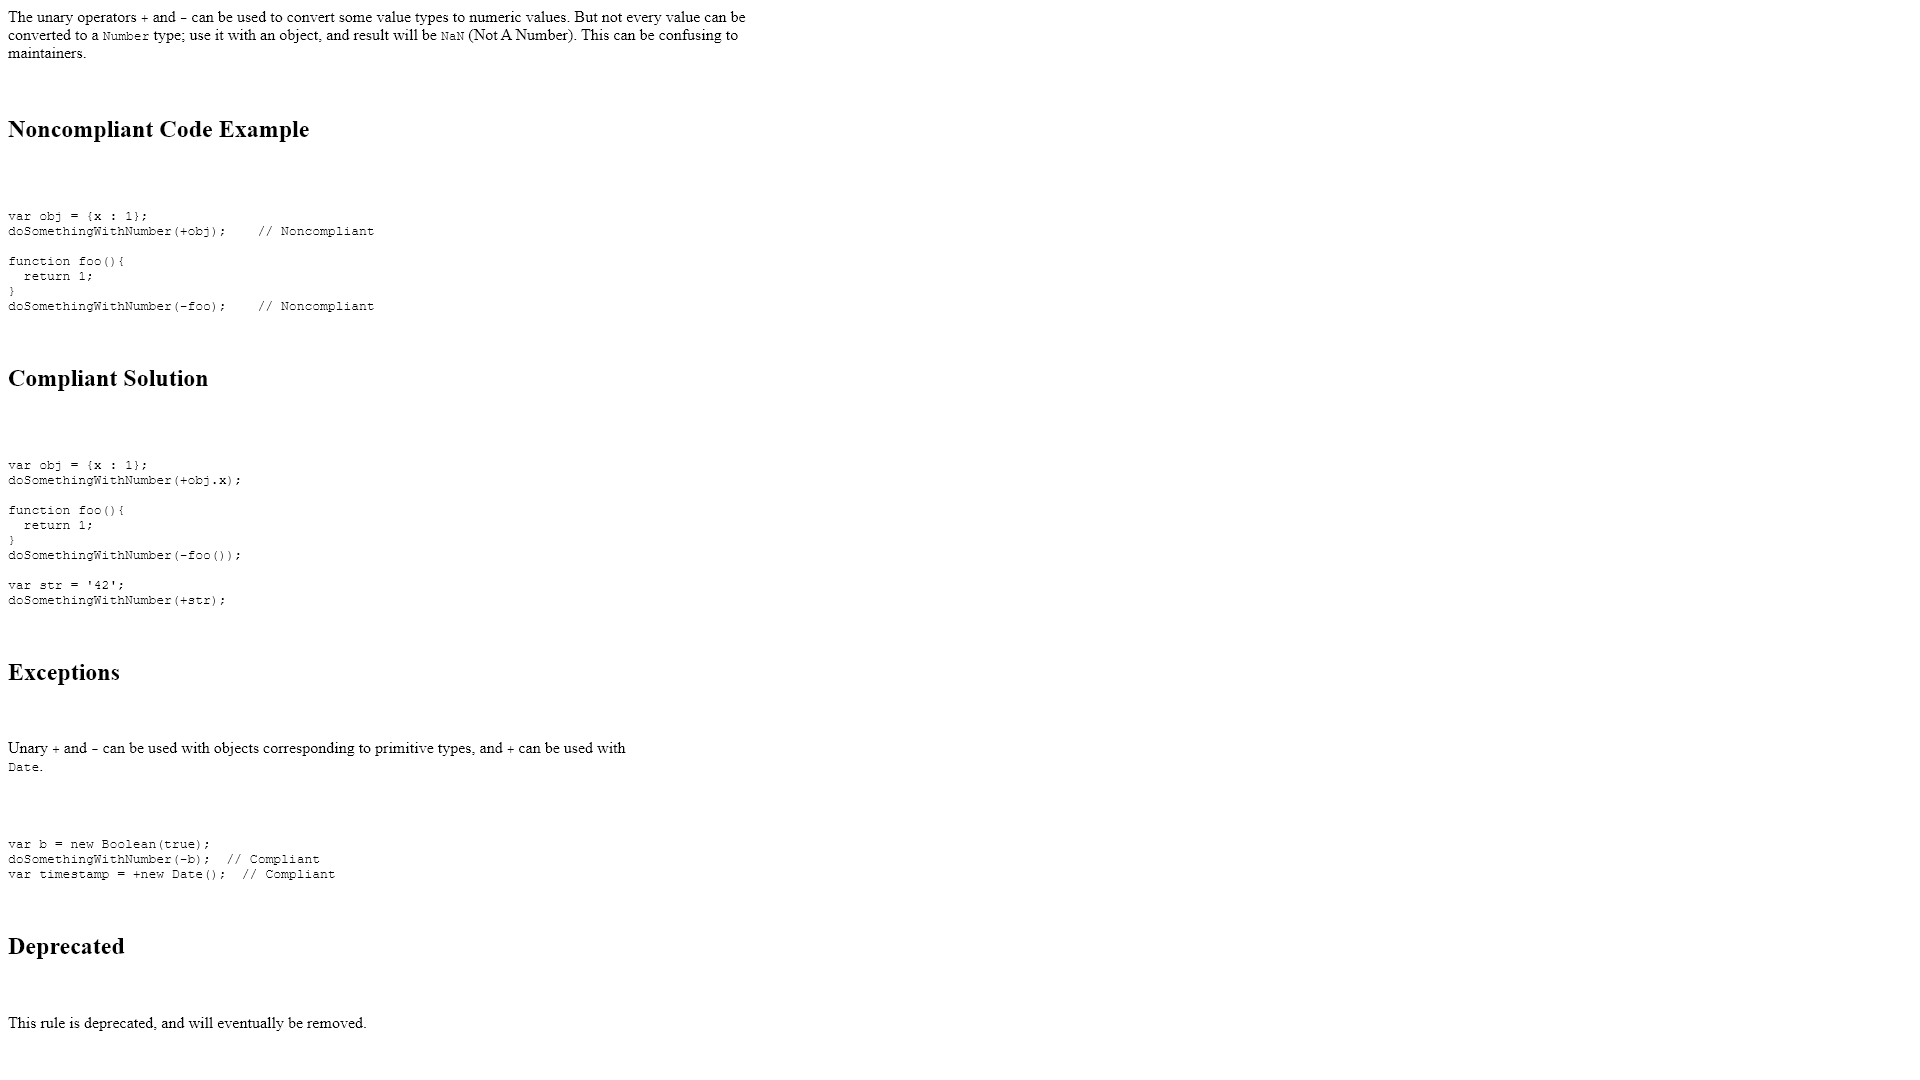 The unary operators + and - can be used to convert some value types to numeric values. But not every value can be
converted to a Number type; use it with an object, and result will be NaN (Not A Number). This can be confusing to
maintainers.
Noncompliant Code Example
var obj = {x : 1};
doSomethingWithNumber(+obj);    // Noncompliant
function foo(){
  return 1;
}
doSomethingWithNumber(-foo);    // Noncompliant
Compliant Solution
var obj = {x : 1};
doSomethingWithNumber(+obj.x);
function foo(){
  return 1;
}
doSomethingWithNumber(-foo());
var str = '42';
doSomethingWithNumber(+str);
Exceptions
Unary + and - can be used with objects corresponding to primitive types, and + can be used with
Date.
var b = new Boolean(true);
doSomethingWithNumber(-b);  // Compliant
var timestamp = +new Date();  // Compliant
Deprecated
This rule is deprecated, and will eventually be removed.